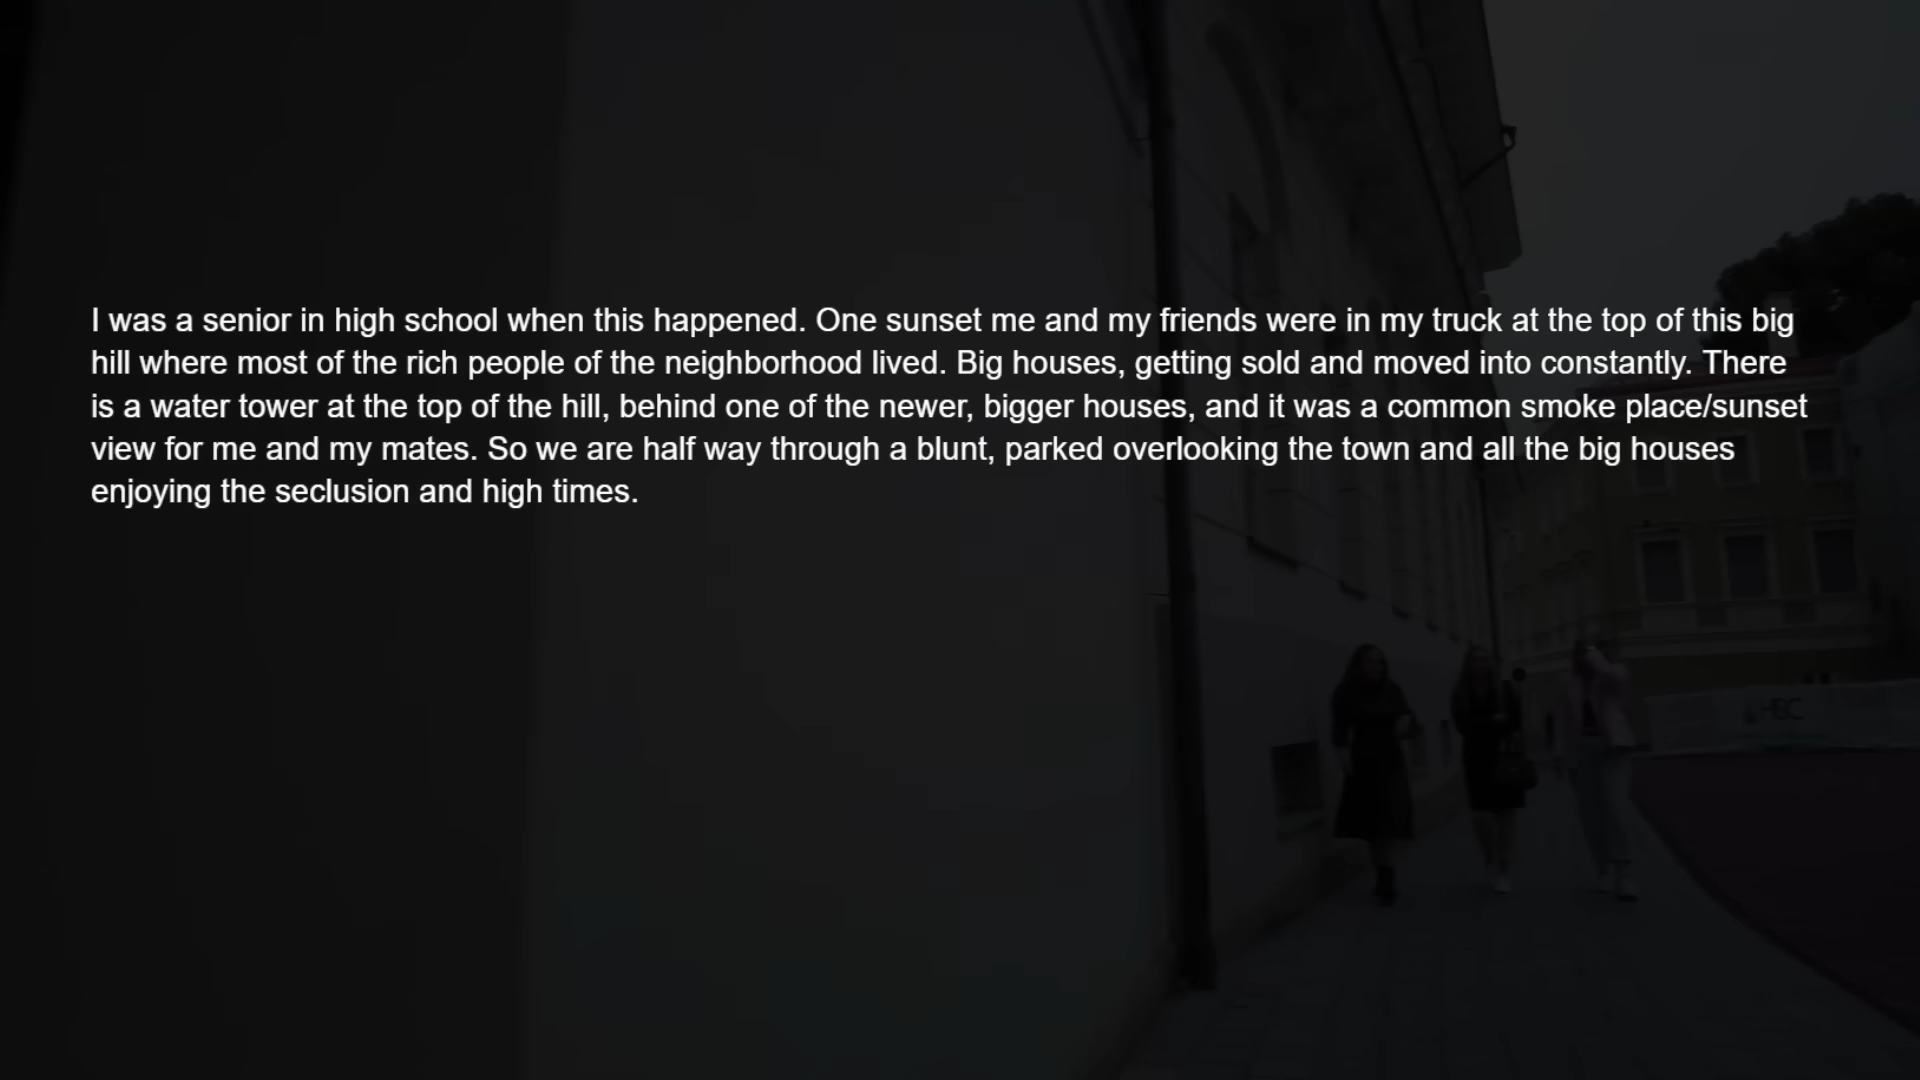 I was a senior in high school when this happened. One sunset me and my friends were in my truck at the top of this big
hill where most of the rich people of the neighborhood lived. Big houses, getting sold and moved into constantly. There
is a water tower at the top of the hill, behind one of the newer, bigger houses, and it was a common smoke place/sunset
view for me and my mates. So we are half way through a blunt, parked overlooking the town and all the big houses
enjoying the seclusion and high times.